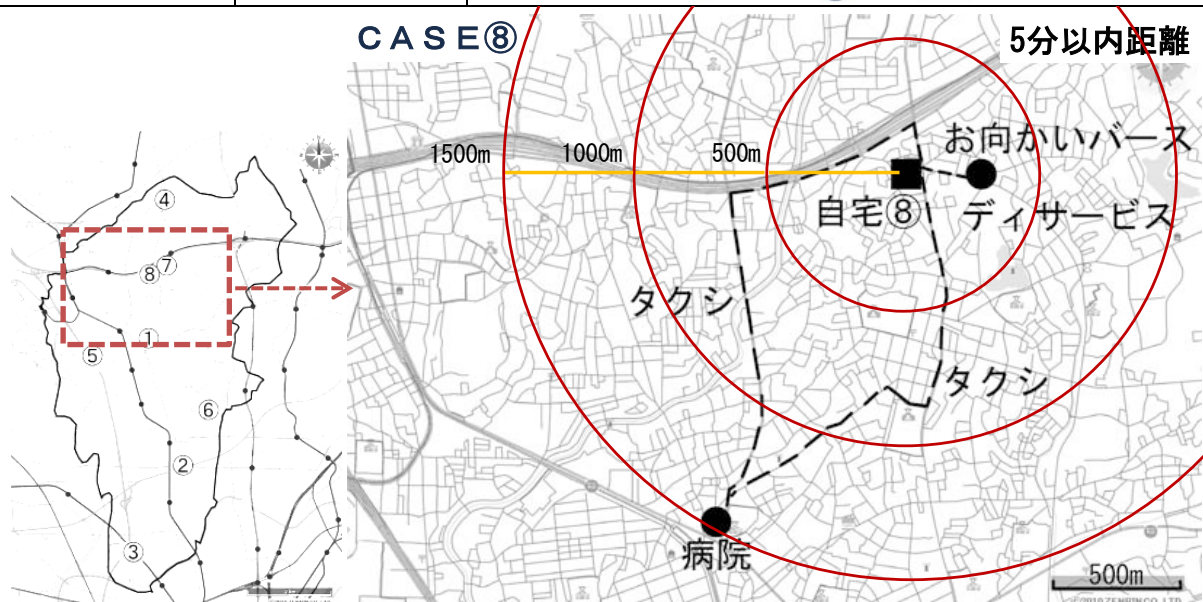 CASE⑧
5分以内距離
1500m
1000m
500m
お向かいバース
自宅⑧
ディサービス
タクシ
タクシ
病院
500m
④
⑦
⑧
①
⑤
⑥
②
③